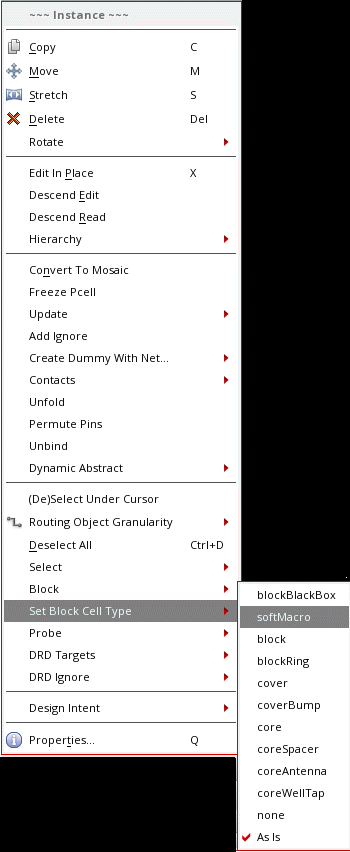 ~~~ Instance ~~~
Copy C
Move M
Stretch S
Delete Del
Rotate
Edit In Place X
Descend Edit
Descend Read
Hierarchy
Convert To Mosaic
Freeze Pcell
Update
Add Ignore
Create Dummy With Net...
Contacts
Unfold
Permute Pins
Unbind
Dynamic Abstract
(De)Select Under Cursor
Routing Object Granularity
Deselect All Ctrl+D
Select
Block
Set Block Cell Type
Probe
DRD Targets
DRD Ignore
Design Intent
Properties... Q
blockBlackBox
softMacro
block
blockRing
cover
coverBump
core
coreSpacer
coreAntenna
coreWellTap
none
As Is